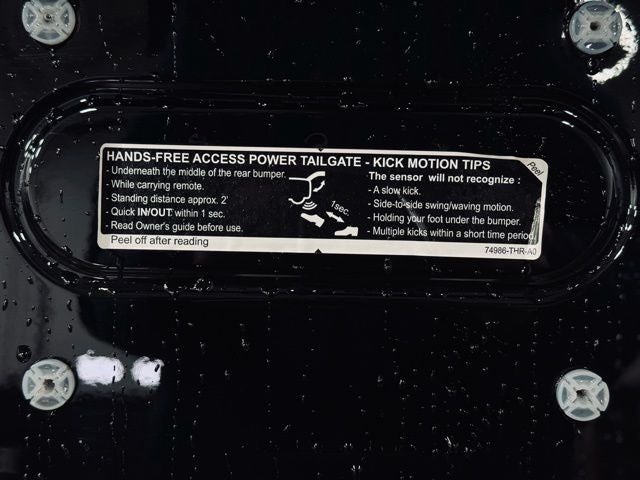 HANDS-FREE ACCESS POWER TAILGATE - KICK MOTION TIPS
- Underneath the middle of the rear bumper.
- While carrying remote.
- Standing distance approx. 2'
- Quick IN/OUT within 1 sec.
- Read Owner's guide before use.
1sec.
The sensor will not recognize :
- A slow kick.
- Side-to-side swing/waving motion.
- Holding your foot under the bumper.
- Multiple kicks within a short time period.
Peel
Peel off after reading
74986-THR-A0